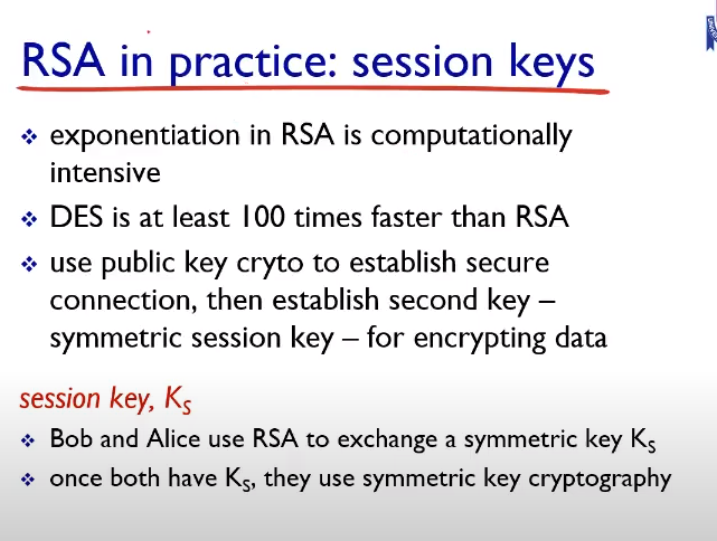 RSA in practice: session keys
exponentiation in RSA is computationally
intensive
DES is at least 100 times faster than RSA
use public key cryto to establish secure
connection, then establish second key –
symmetric session key – for encrypting data
session key, KS
Bob and Alice use RSA to exchange a symmetric key KS
once both have KS, they use symmetric key cryptography